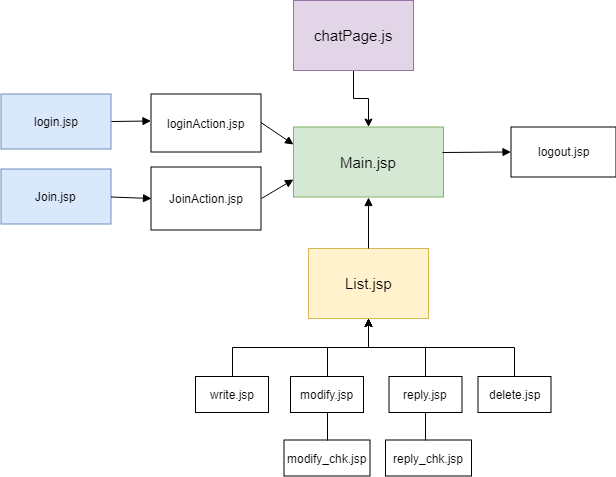 chatPage.js
login.jsp
loginAction.jsp
Main.jsp
logout.jsp
Join.jsp
JoinAction.jsp
List.jsp
write.jsp
modify.jsp
reply.jsp
delete.jsp
modify_chk.jsp
reply_chk.jsp